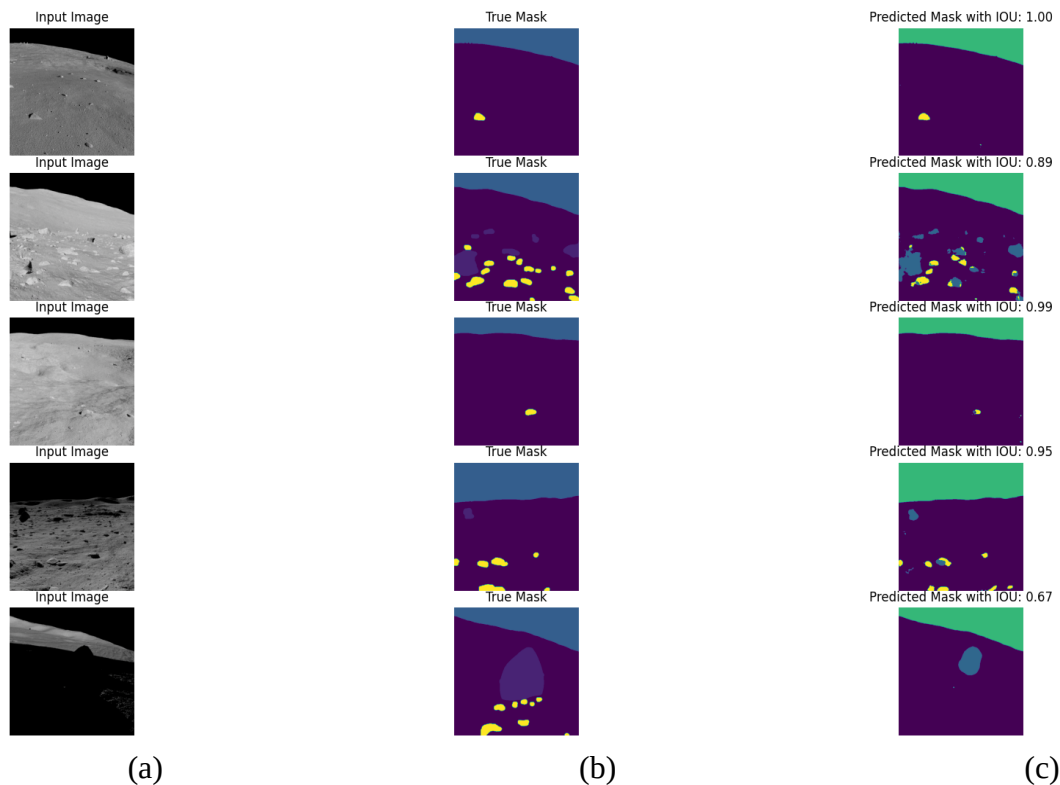 Input Image True Mask Predicted Mask with IOU: 1.00
Input Image True Mask Predicted Mask with IOU: 0.89
Input Image True Mask Predicted Mask with IOU: 0.99
Input Image True Mask Predicted Mask with IOU: 0.95
Input Image True Mask Predicted Mask with IOU: 0.67
(a) (b) (c)